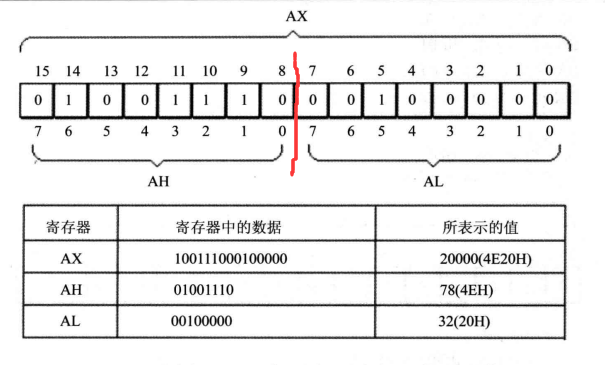 AX
15 14 13 12 11 10 9 8 7 6 5 4 3 2 1 0
0 1 0 0 1 1 1 0 0 0 1 0 0 0 0 0
7 6 5 4 3 2 1 0 7 6 5 4 3 2 1 0
AH AL
寄存器 寄存器中的数据 所表示的值
AX 100111000100000 20000(4E20H)
AH 01001110 78(4EH)
AL 00100000 32(20H)